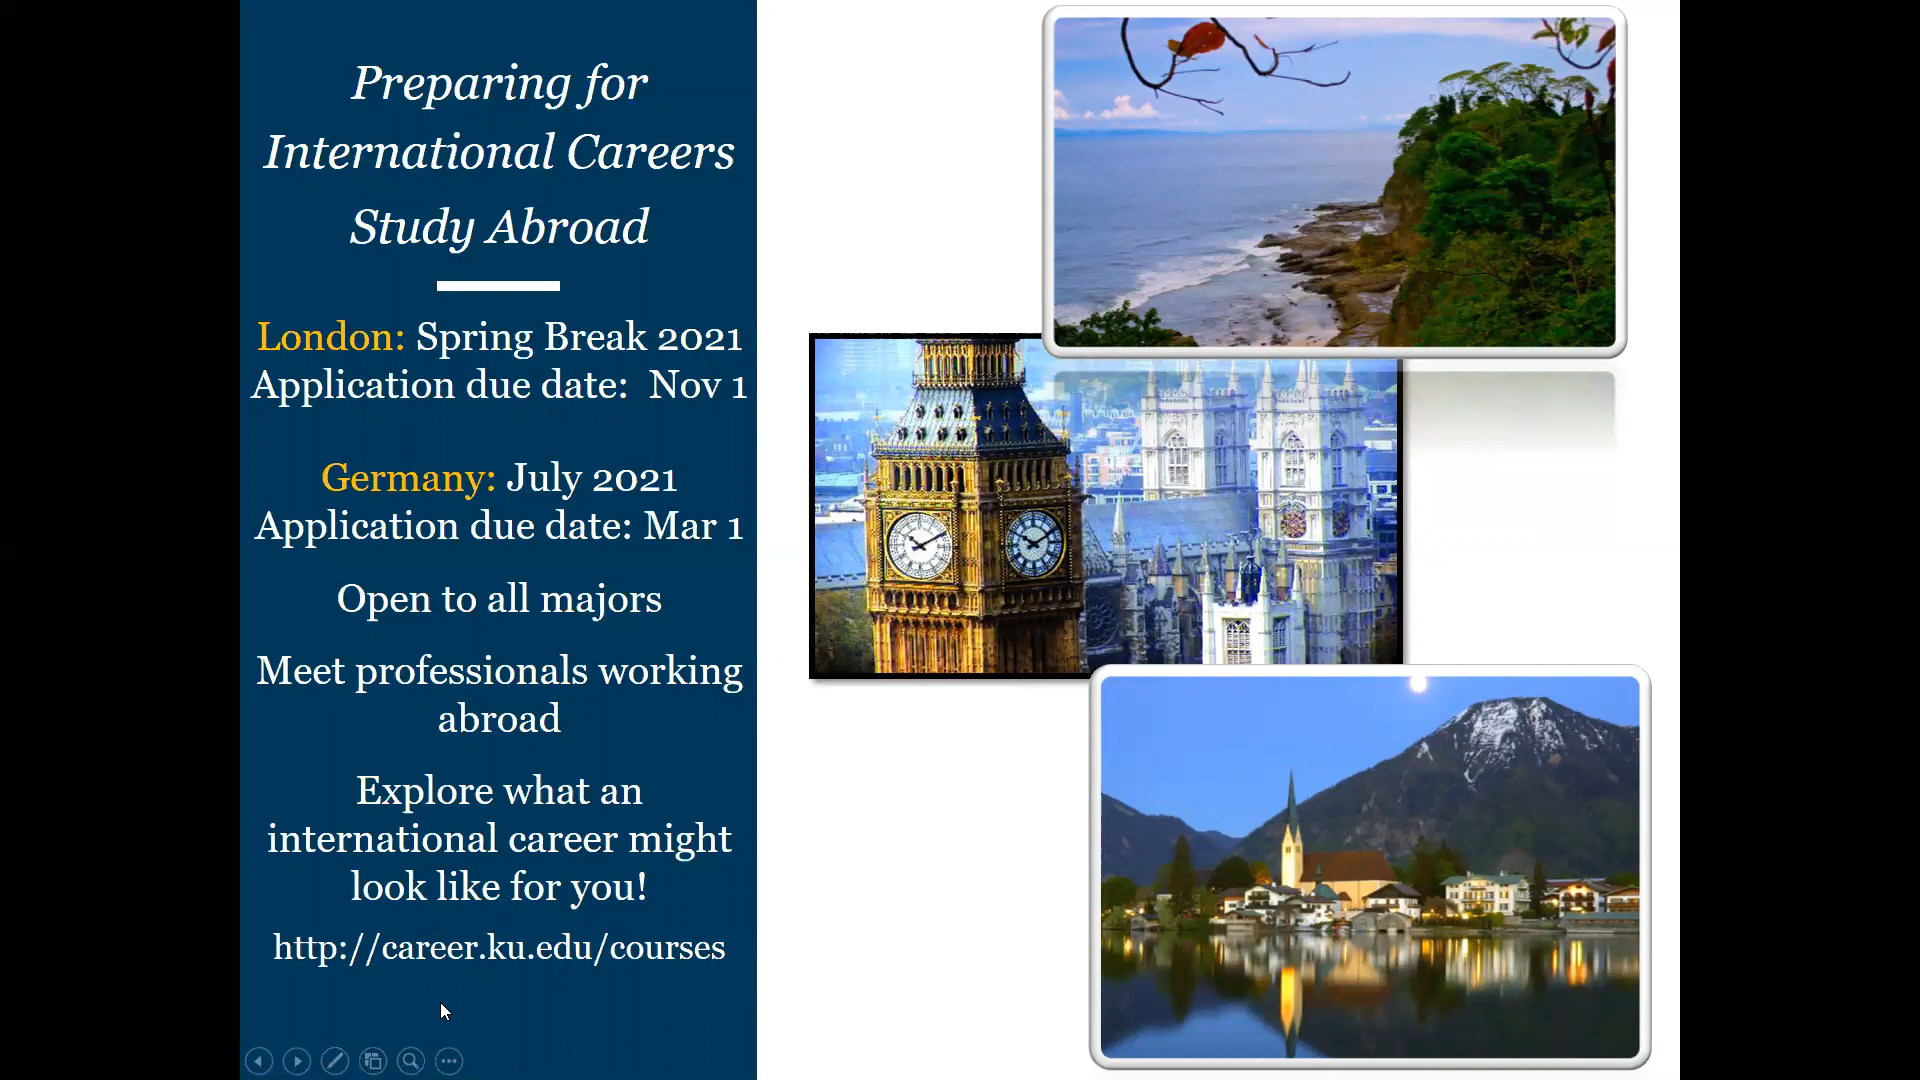 Preparing for
International Careers
Study Abroad
London: Spring Break 2021
Application due date:  Nov 1
Germany: July 2021
Application due date: Mar 1
Open to all majors
Meet professionals working
abroad
Explore what an
international career might
look like for you!
http://career.ku.edu/courses